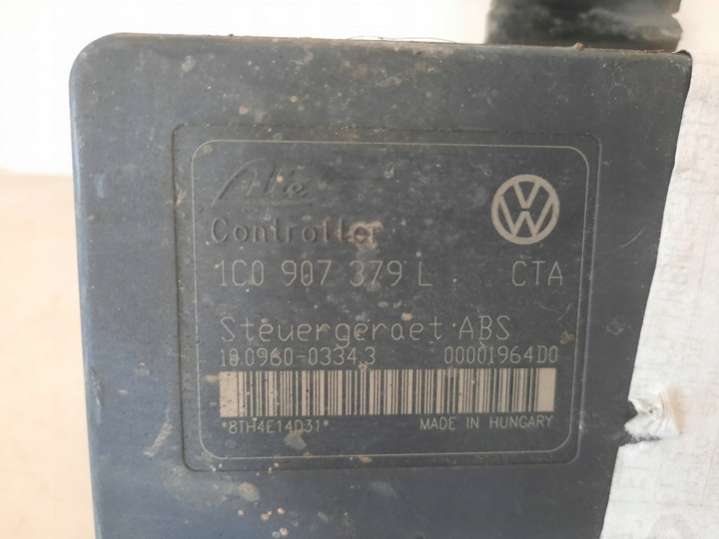 Ate
Controller
1C0 907 379 L CTA
Steuergeraet ABS
10.0960-0334.3 00001964D0
*8TH4E14D31* MADE IN HUNGARY